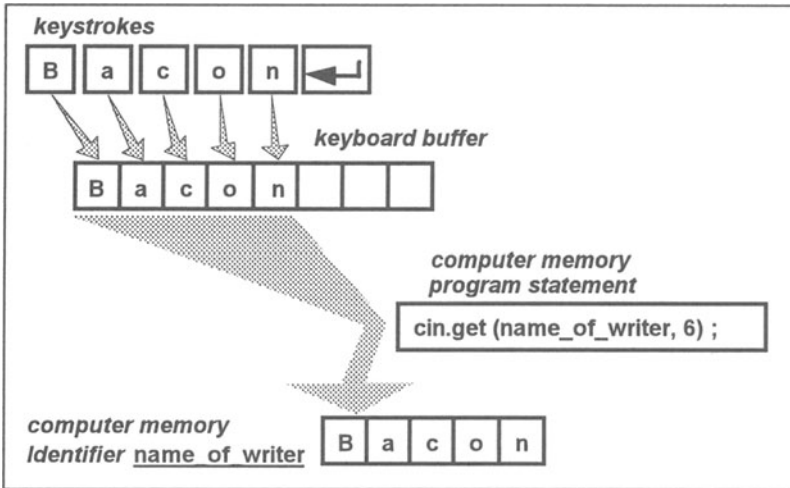 keystrokes
B a c o n
keyboard buffer
B a c o n
computer memory
program statement
cin.get (name_of_writer, 6) ;
computer memory
Identifier name_of_writer
B a c o n